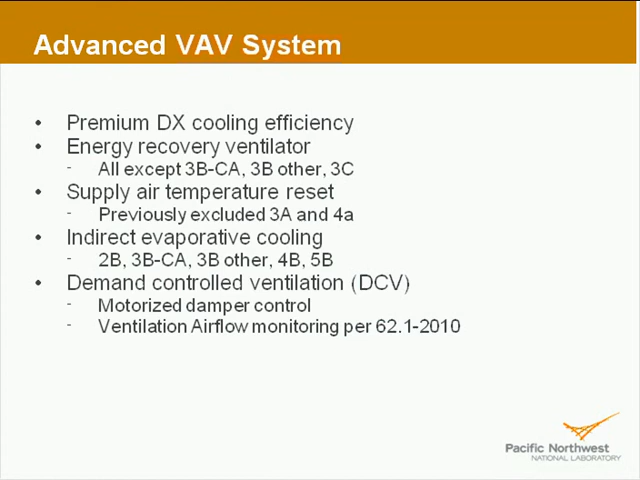 Advanced VAV System
• Premium DX cooling efficiency
• Energy recovery ventilator
- All except 3B-CA, 3B other, 3C
• Supply air temperature reset
- Previously excluded 3A and 4a
• Indirect evaporative cooling
- 2B, 3B-CA, 3B other, 4B, 5B
• Demand controlled ventilation (DCV)
- Motorized damper control
- Ventilation Airflow monitoring per 62.1-2010
Pacific Northwest
NATIONAL LABORATORY